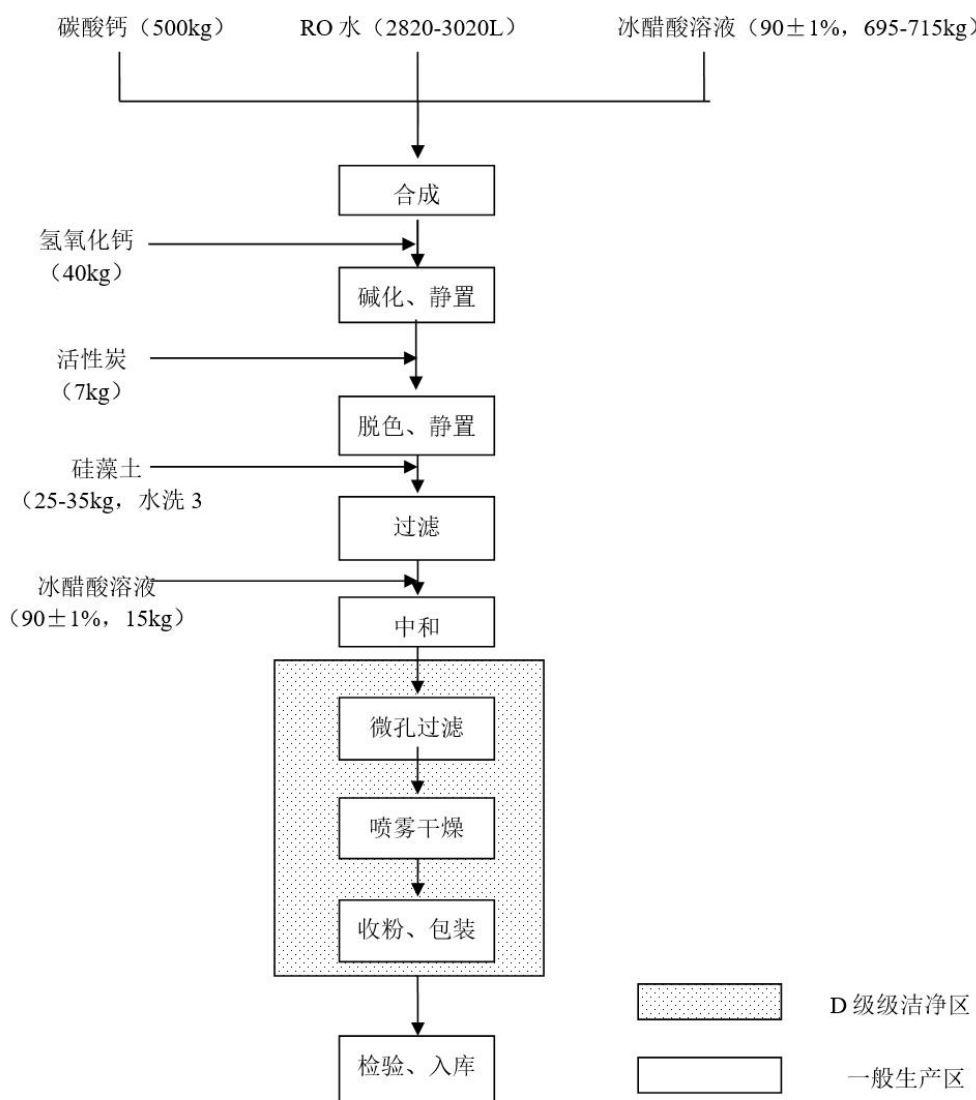 碳酸钙（500kg）
RO 水（2820-3020L）
冰醋酸溶液（90±1%，695-715kg）
合成
氢氧化钙
（40kg）
碱化、静置
活性炭
（7kg）
脱色、静置
硅藻土
（25-35kg，水洗 3
过滤
冰醋酸溶液
（90±1%，15kg）
中和
微孔过滤
喷雾干燥
收粉、包装
D 级级洁净区
检验、入库
一般生产区